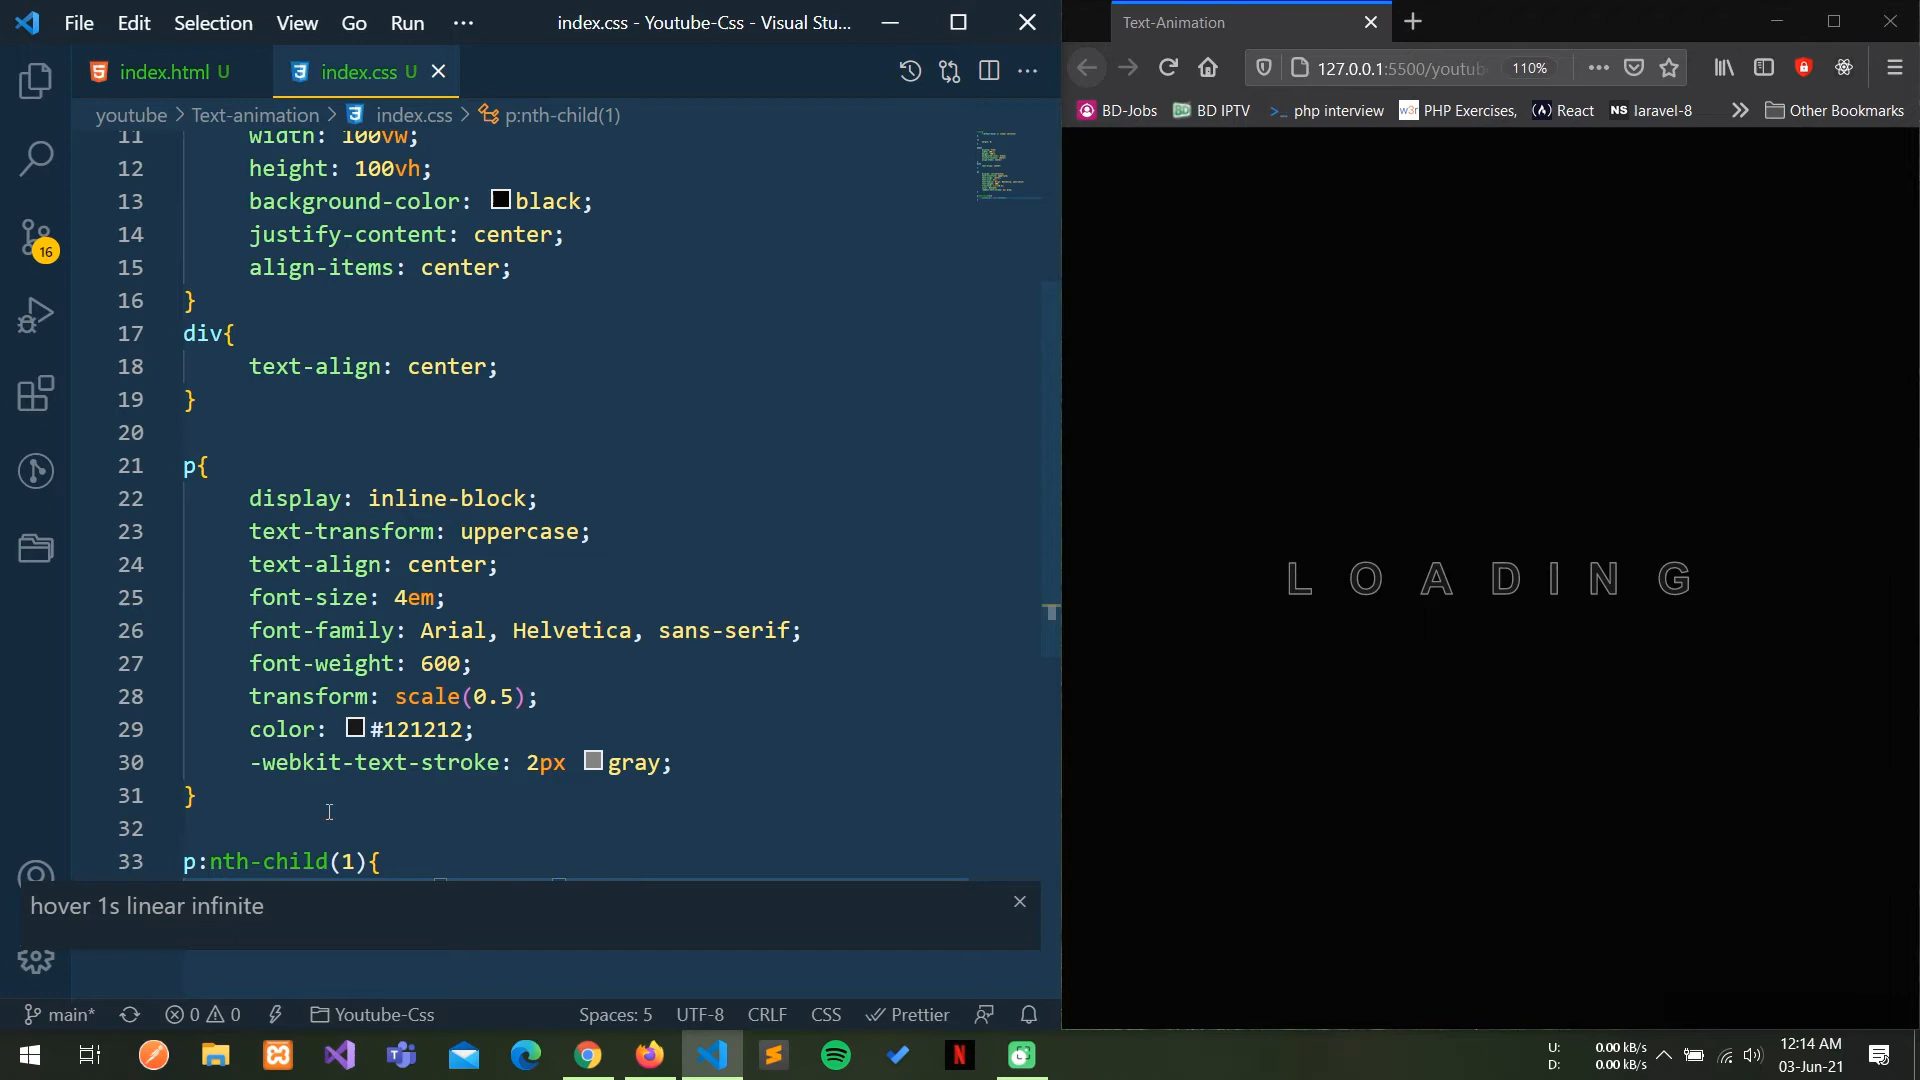 File Edit Selection View Go Run ··· index.css - Youtube-Css - Visual Stu...
index.html U index.css U
youtube > Text-animation > index.css > p:nth-child(1)
11 width: 100vw;
12 height: 100vh;
13 background-color: black;
14 justify-content: center;
15 align-items: center;
16 }
17 div{
18 text-align: center;
19 }
20
21 p{
22 display: inline-block;
23 text-transform: uppercase;
24 text-align: center;
25 font-size: 4em;
26 font-family: Arial, Helvetica, sans-serif;
27 font-weight: 600;
28 transform: scale(0.5);
29 color: #121212;
30 -webkit-text-stroke: 2px gray;
31 }
32
33 p:nth-child(1){
16
hover 1s linear infinite
main* 0 0 Youtube-Css Spaces: 5 UTF-8 CRLF CSS Prettier
Text-Animation
127.0.0.1:5500/youtub 110%
BD-Jobs BD BD IPTV >_ php interview w3r PHP Exercises, React NS laravel-8 Other Bookmarks
LOADING
U: 0.00 kB/s
D: 0.00 kB/s
12:14 AM
03-Jun-21